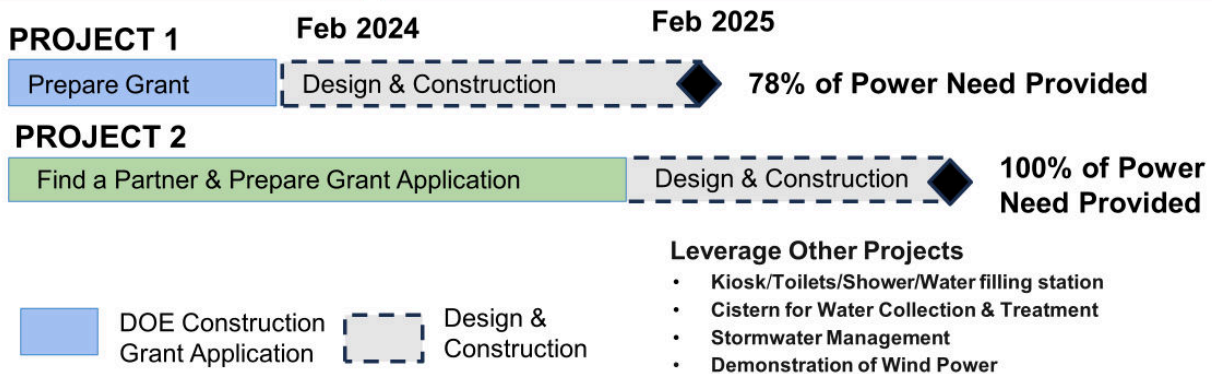 Feb 2024
Feb 2025
PROJECT 1
Prepare Grant
Design & Construction
78% of Power Need Provided
PROJECT 2
Find a Partner & Prepare Grant Application
Design & Construction
100% of Power
Need Provided
Leverage Other Projects
• Kiosk/Toilets/Shower/Water filling station
• Cistern for Water Collection & Treatment
• Stormwater Management
• Demonstration of Wind Power
DOE Construction
Grant Application
Design &
Construction